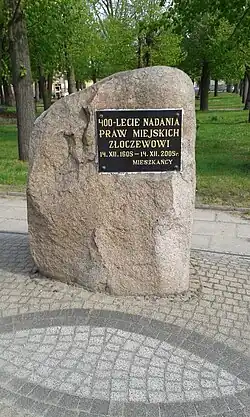 400-LECIE NADANIA
PRAW MIEJSKICH
ZŁOCZEWOWI
14. XII. 1605 – 14. XII. 2005r
MIESZKAŃCY